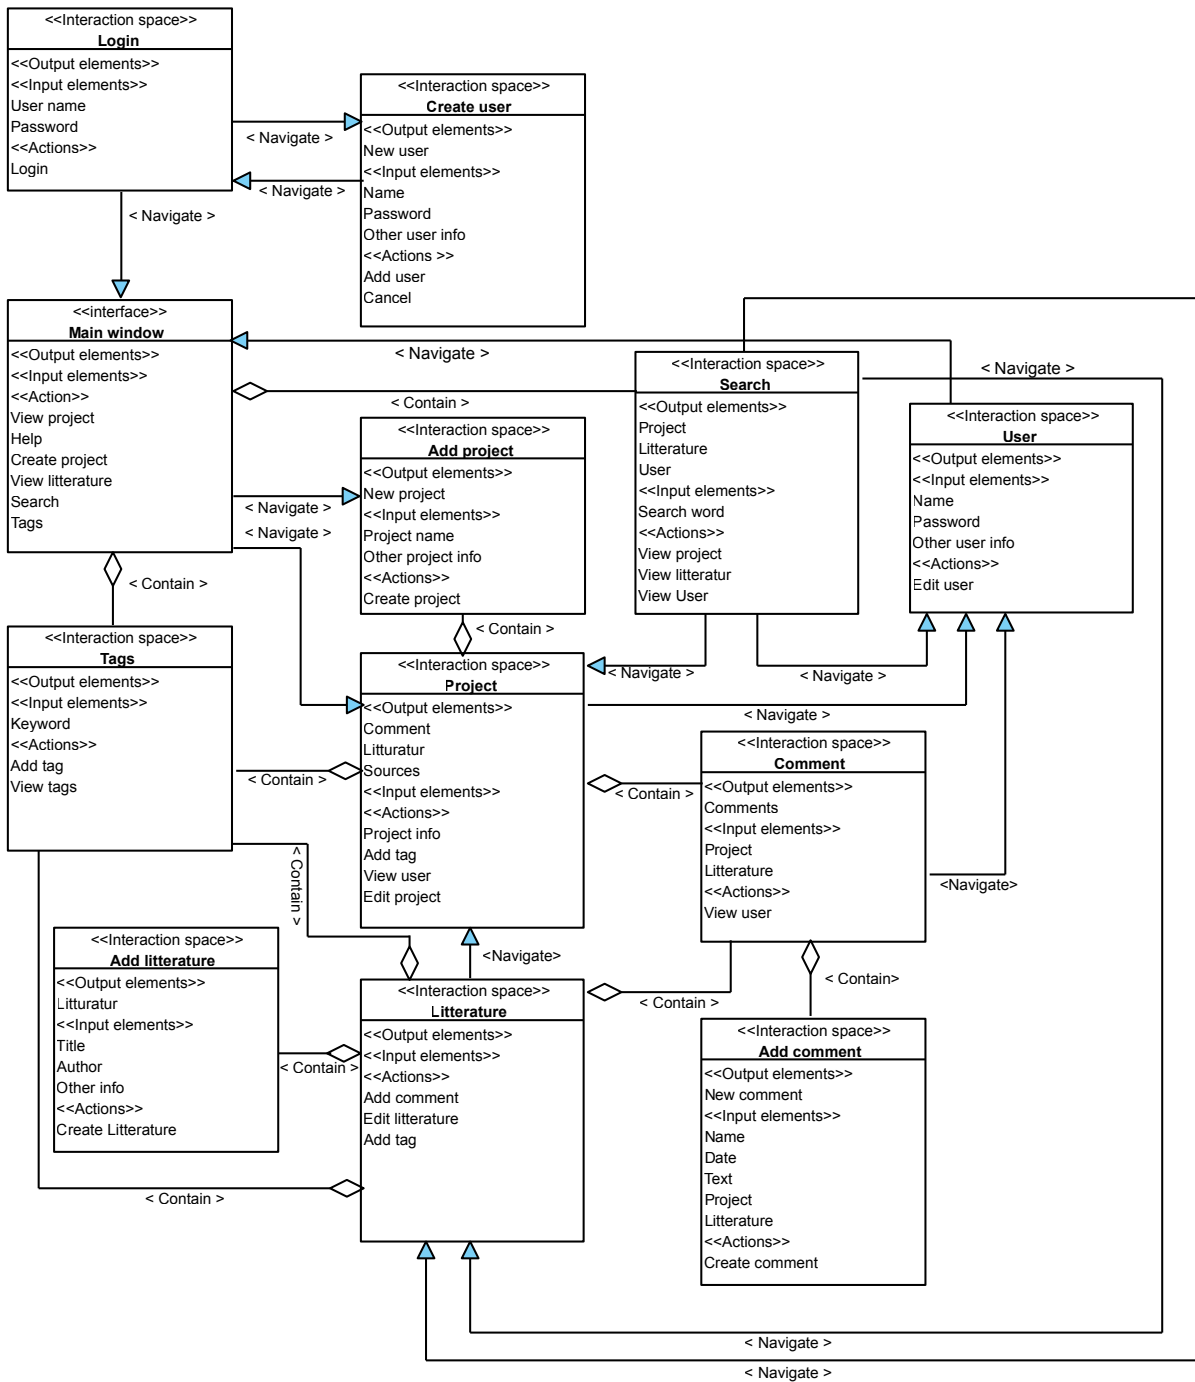 <<Interaction space>>
Login
<<Output elements>>
<<Input elements>>
User name
Password
<<Actions>>
Login
< Navigate >
< Navigate >
< Navigate >
<<Interaction space>>
Create user
<<Output elements>>
New user
<<Input elements>>
Name
Password
Other user info
<<Actions >>
Add user
Cancel
<<interface>>
Main window
<<Output elements>>
<<Input elements>>
<<Action>>
View project
Help
Create project
View litterature
Search
Tags
< Navigate >
< Contain >
< Navigate >
< Navigate >
< Contain >
<<Interaction space>>
Add project
<<Output elements>>
New project
<<Input elements>>
Project name
Other project info
<<Actions>>
Create project
< Contain >
<<Interaction space>>
Search
<<Output elements>>
Project
Litterature
User
<<Input elements>>
Search word
<<Actions>>
View project
View litteratur
View User
< Navigate >
<<Interaction space>>
User
<<Output elements>>
<<Input elements>>
Name
Password
Other user info
<<Actions>>
Edit user
< Navigate >
< Navigate >
< Navigate >
<<Interaction space>>
Tags
<<Output elements>>
<<Input elements>>
Keyword
<<Actions>>
Add tag
View tags
< Contain >
< Contain >
<<Interaction space>>
Project
<<Output elements>>
Comment
Litturatur
Sources
<<Input elements>>
<<Actions>>
Project info
Add tag
View user
Edit project
< Contain >
<<Interaction space>>
Comment
<<Output elements>>
Comments
<<Input elements>>
Project
Litterature
<<Actions>>
View user
<Navigate>
<<Interaction space>>
Add litterature
<<Output elements>>
Litturatur
<<Input elements>>
Title
Author
Other info
<<Actions>>
Create Litterature
< Contain >
< Contain >
<Navigate>
<<Interaction space>>
Litterature
<<Output elements>>
<<Input elements>>
<<Actions>>
Add comment
Edit litterature
Add tag
< Contain >
< Contain>
<<Interaction space>>
Add comment
<<Output elements>>
New comment
<<Input elements>>
Name
Date
Text
Project
Litterature
<<Actions>>
Create comment
< Navigate >
< Navigate >